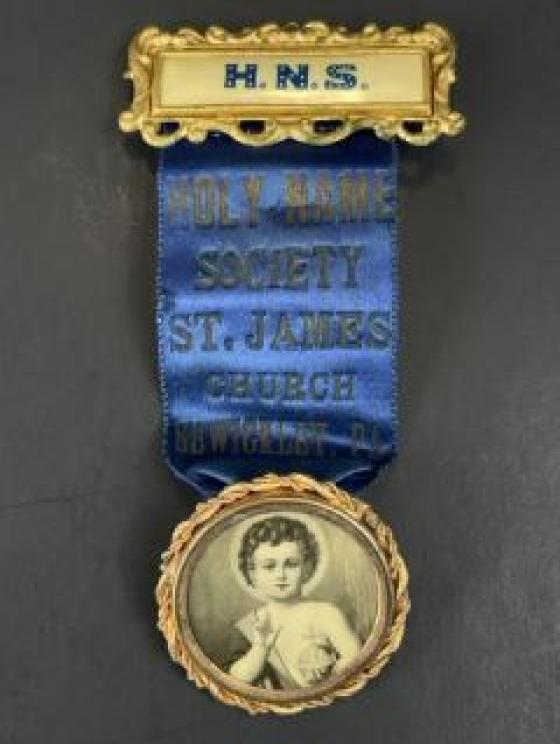 H.N.S.
HOLY NAME
SOCIETY
ST. JAMES
CHURCH
SEWICKLEY, PA.